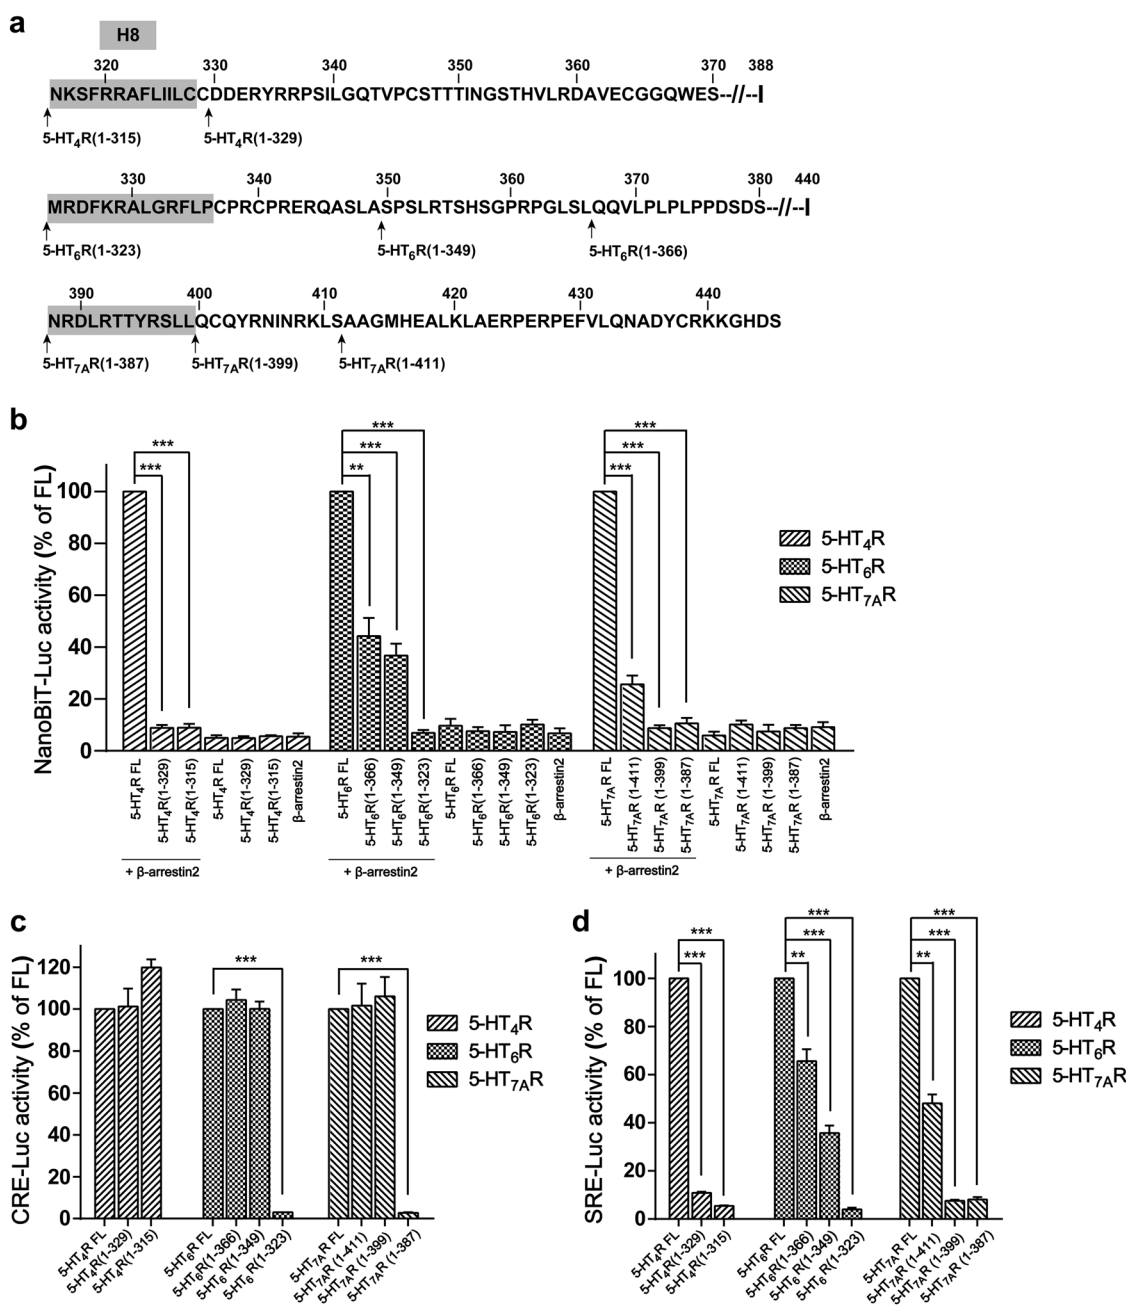 a
H8
320 330 340 350 360 370 388
NKSFRRAFLIILCCDDERYRRPSILGQTVPCSTTTINGSTHVLRDAVECGGQWES--//--I
5-HT4R(1-315) 5-HT4R(1-329)
330 340 350 360 370 380 440
MRDFKRALGRFLPCPRCPRERQASLASPSLRTSHSGPRPGLSLQQVLPLPLPPDSDS--//--I
5-HT6R(1-323) 5-HT6R(1-349) 5-HT6R(1-366)
390 400 410 420 430 440
NRDLRTTYRSLLQCQYRNINRKLSAAGMHEALKLAERPERPEFVLQNADYCRKKGHDS
5-HT7AR(1-387) 5-HT7AR(1-399) 5-HT7AR(1-411)
b
NanoBiT-Luc activity (% of FL)
100
80
60
40
20
0
***
***
***
***
**
***
***
***
5-HT4R
5-HT6R
5-HT7AR
5-HT4R FL
5-HT4R(1-329)
5-HT4R(1-315)
5-HT4R FL
5-HT4R(1-329)
5-HT4R(1-315)
β-arrestin2
5-HT6R FL
5-HT6R(1-366)
5-HT6R(1-349)
5-HT6R(1-323)
5-HT6R FL
5-HT6R(1-366)
5-HT6R(1-349)
5-HT6R(1-323)
β-arrestin2
5-HT7AR FL
5-HT7AR (1-411)
5-HT7AR (1-399)
5-HT7AR (1-387)
5-HT7AR FL
5-HT7AR (1-411)
5-HT7AR (1-399)
5-HT7AR (1-387)
β-arrestin2
+ β-arrestin2
+ β-arrestin2
+ β-arrestin2
c
CRE-Luc activity (% of FL)
120
100
80
60
40
20
0
***
***
5-HT4R
5-HT6R
5-HT7AR
5-HT4R FL
5-HT4R(1-329)
5-HT4R(1-315)
5-HT6R FL
5-HT6R(1-366)
5-HT6R(1-349)
5-HT6R(1-323)
5-HT7AR FL
5-HT7AR (1-411)
5-HT7AR (1-399)
5-HT7AR (1-387)
d
SRE-Luc activity (% of FL)
100
80
60
40
20
0
***
***
***
***
**
***
***
**
5-HT4R
5-HT6R
5-HT7AR
5-HT4R FL
5-HT4R(1-329)
5-HT4R(1-315)
5-HT6R FL
5-HT6R(1-366)
5-HT6R(1-349)
5-HT6R(1-323)
5-HT7AR FL
5-HT7AR (1-411)
5-HT7AR (1-399)
5-HT7AR (1-387)